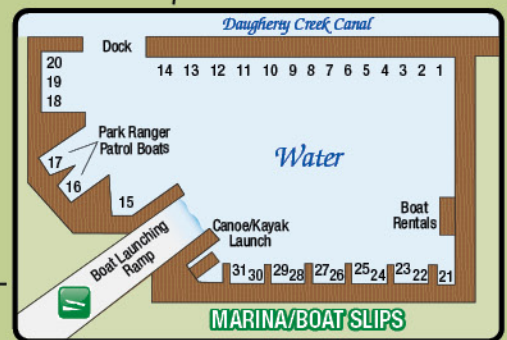 Daugherty Creek Canal
Dock
20
19
18
14 13 12 11 10 9 8 7 6 5 4 3 2 1
Park Ranger
Patrol Boats
17
16
15
Water
Boat
Rentals
Canoe/Kayak
Launch
Boat Launching
Ramp
31 30 29 28 27 26 25 24 23 22 21
MARINA/BOAT SLIPS